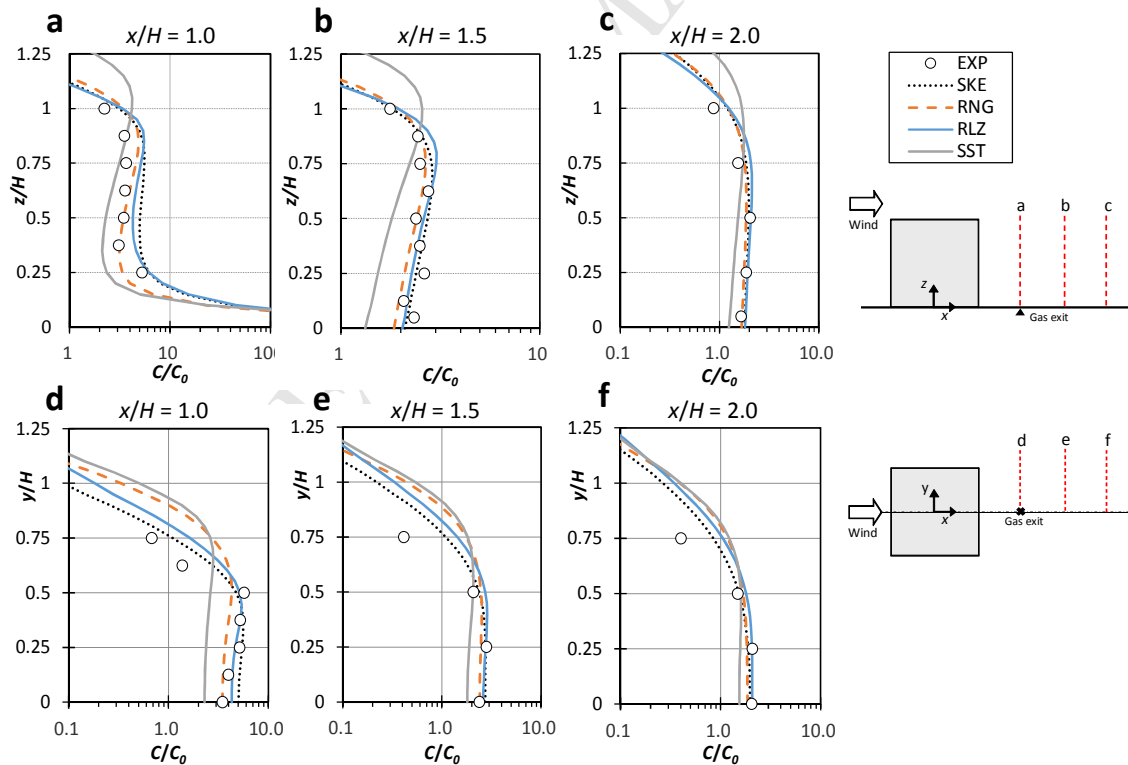 a
x/H = 1.0
b
x/H = 1.5
c
x/H = 2.0
1.25
1
0.75
0.5
0.25
0
z/H
1
10
100
C/C0
1.25
1
0.75
0.5
0.25
0
z/H
1
10
C/C0
1.25
1
0.75
0.5
0.25
0
z/H
0.1
1.0
10.0
C/C0
EXP
SKE
RNG
RLZ
SST
a
b
c
Wind
z
x
Gas exit
d
x/H = 1.0
e
x/H = 1.5
f
x/H = 2.0
1.25
1
0.75
0.5
0.25
0
y/H
0.1
1.0
10.0
C/C0
1.25
1
0.75
0.5
0.25
0
y/H
0.1
1.0
10.0
C/C0
1.25
1
0.75
0.5
0.25
0
y/H
0.1
1.0
10.0
C/C0
d
e
f
y
x
Gas exit
Wind